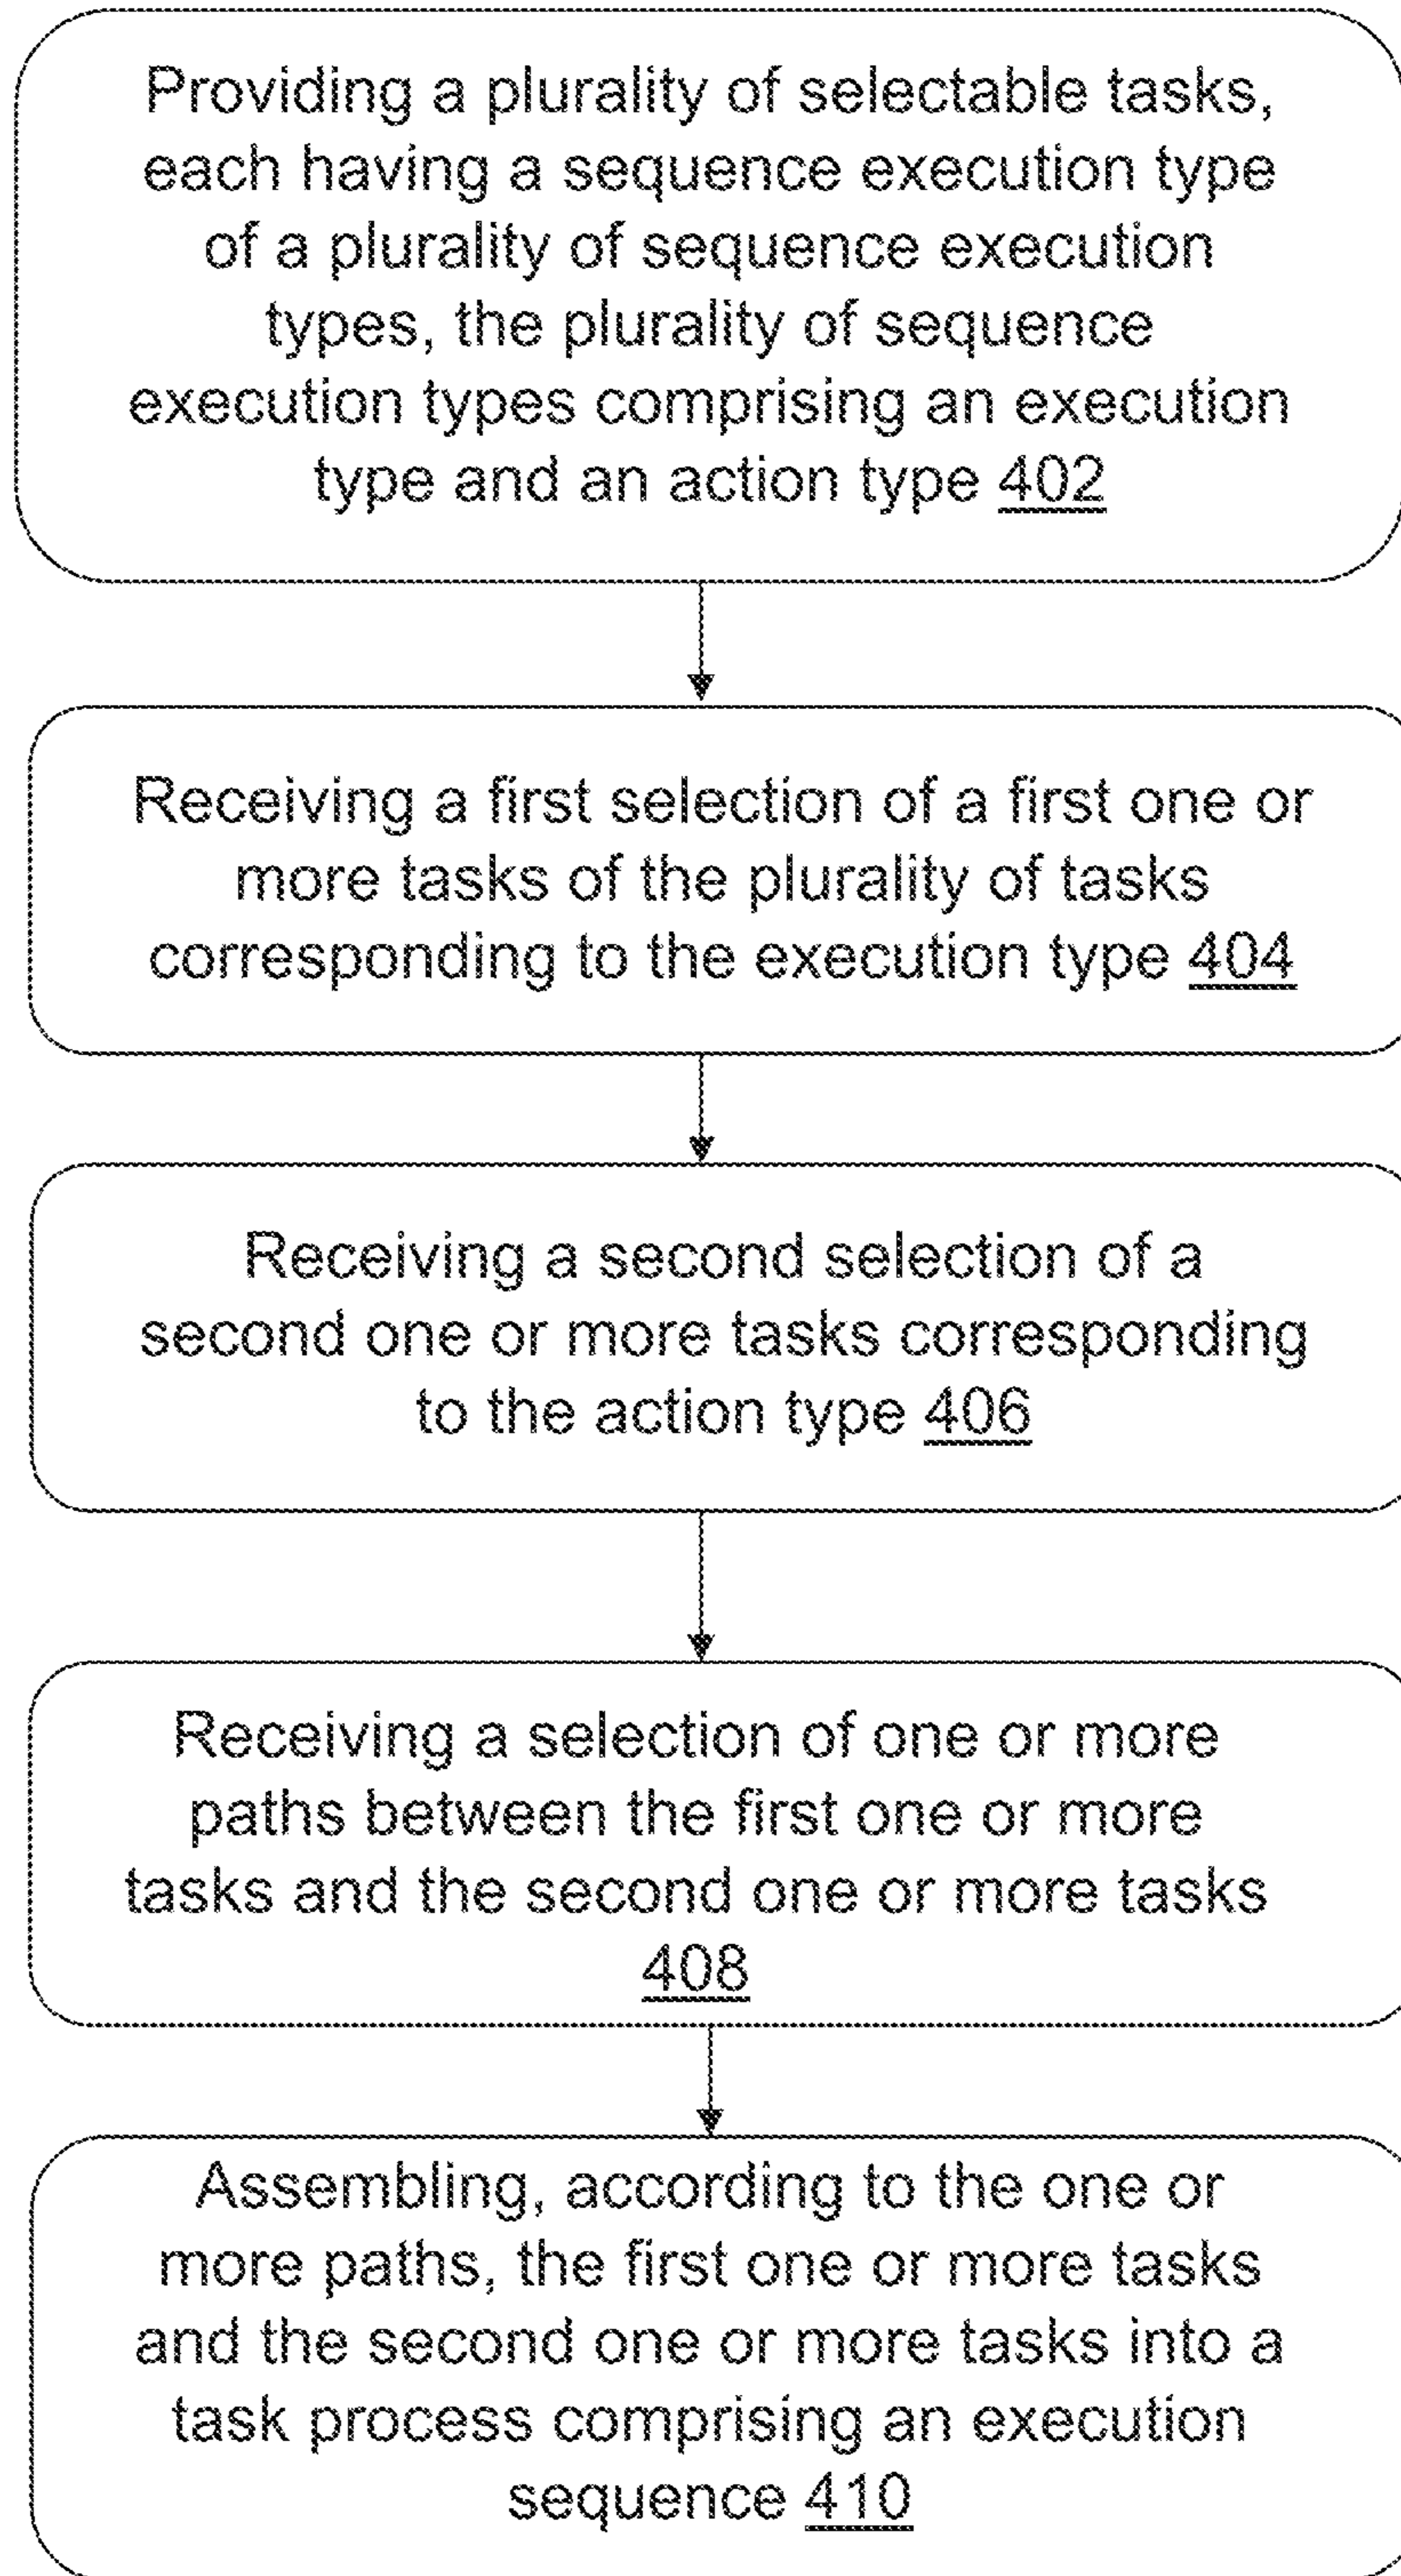 Providing a plurality of selectable tasks,
each having a sequence execution type
of a plurality of sequence execution
types, the plurality of sequence
execution types comprising an execution
type and an action type 402
Receiving a first selection of a first one or
more tasks of the plurality of tasks
corresponding to the execution type 404
Receiving a second selection of a
second one or more tasks corresponding
to the action type 406
Receiving a selection of one or more
paths between the first one or more
tasks and the second one or more tasks
408
Assembling, according to the one or
more paths, the first one or more tasks
and the second one or more tasks into a
task process comprising an execution
sequence 410